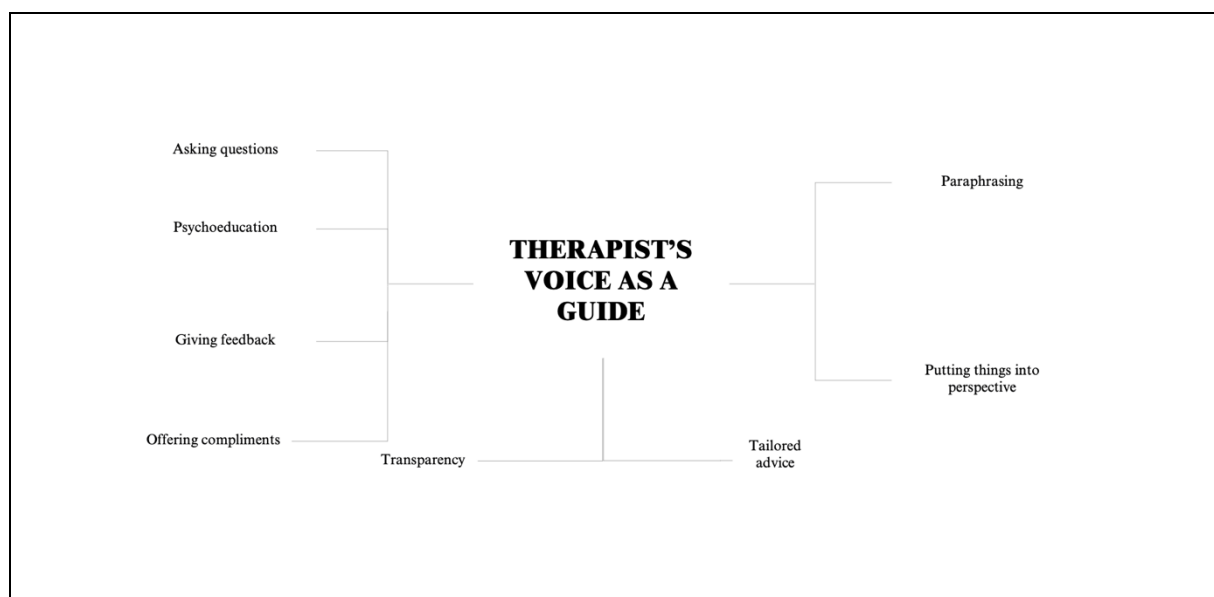 Asking questions
Psychoeducation
Giving feedback
Offering compliments
THERAPIST’S
VOICE AS A
GUIDE
Transparency
Tailored
advice
Paraphrasing
Putting things into
perspective